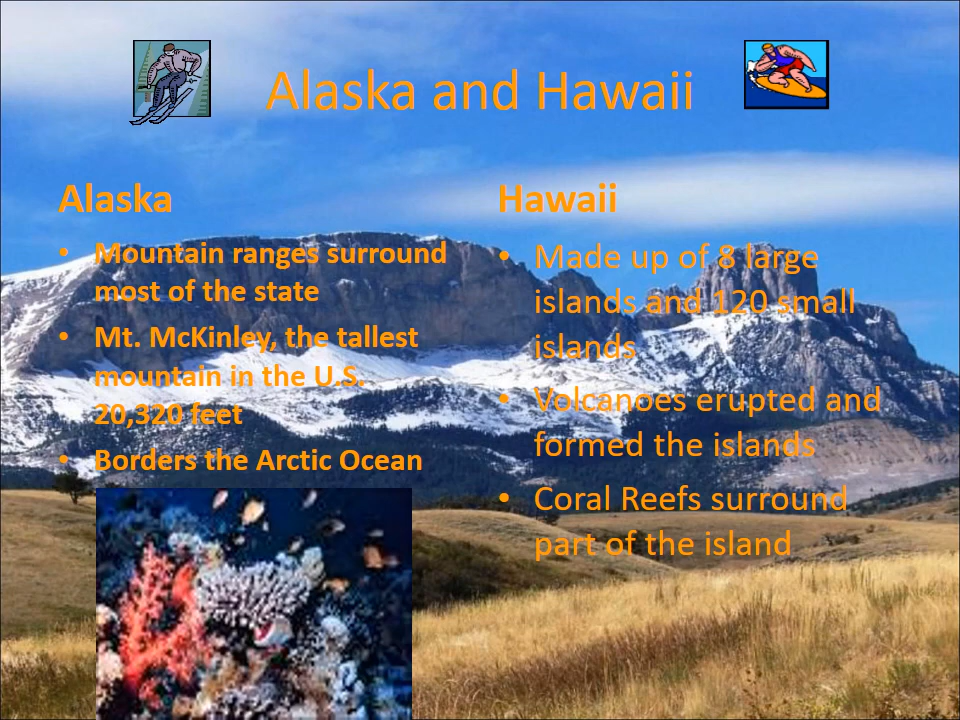 Alaska and Hawaii
Alaska
• Mountain ranges surround
most of the state
• Mt. McKinley, the tallest
mountain in the U.S.
20,320 feet
• Borders the Arctic Ocean
Hawaii
• Made up of 8 large
islands and 120 small
islands
• Volcanoes erupted and
formed the islands
• Coral Reefs surround
part of the island